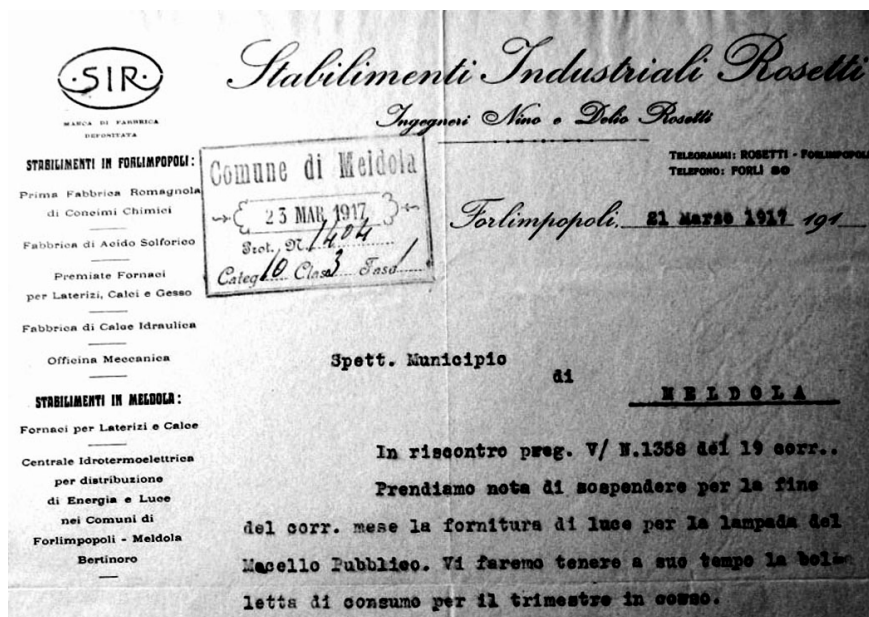 SIR
MARCA DI FABBRICA
DEPOSITATA
Stabilimenti Industriali Rosetti
Ingegneri Nino e Delio Rosetti
TELEGRAMMI: ROSETTI - FORLIMPOPOLI
TELEFONO: FORLÌ
Forlimpopoli, 21 Marzo 1917 191
Comune di Meldola
23 MAR. 1917
Prot. N. 1404
Categ. 10 Clas. 3 Fasc. 1
STABILIMENTI IN FORLIMPOPOLI:
Prima Fabbrica Romagnola
di Concimi Chimici
Fabbrica di Acido Solforico
Premiate Fornaci
per Laterizi, Calci e Gesso
Fabbrica di Calce Idraulica
Officina Meccanica
STABILIMENTI IN MELDOLA:
Fornaci per Laterizi e Calce
Centrale Idrotermoelettrica
per distribuzione
di Energia e Luce
nei Comuni di
Forlimpopoli - Meldola
Bertinoro
Spett. Municipio
di
MELDOLA
In riscontro preg. V/ N.1358 del 19 corr..
Prendiamo nota di sospendere per la fine
del corr. mese la fornitura di luce per la lampada del
Macello Pubblico. Vi faremo tenere a suo tempo la bol=
letta di consumo per il trimestre in corso.